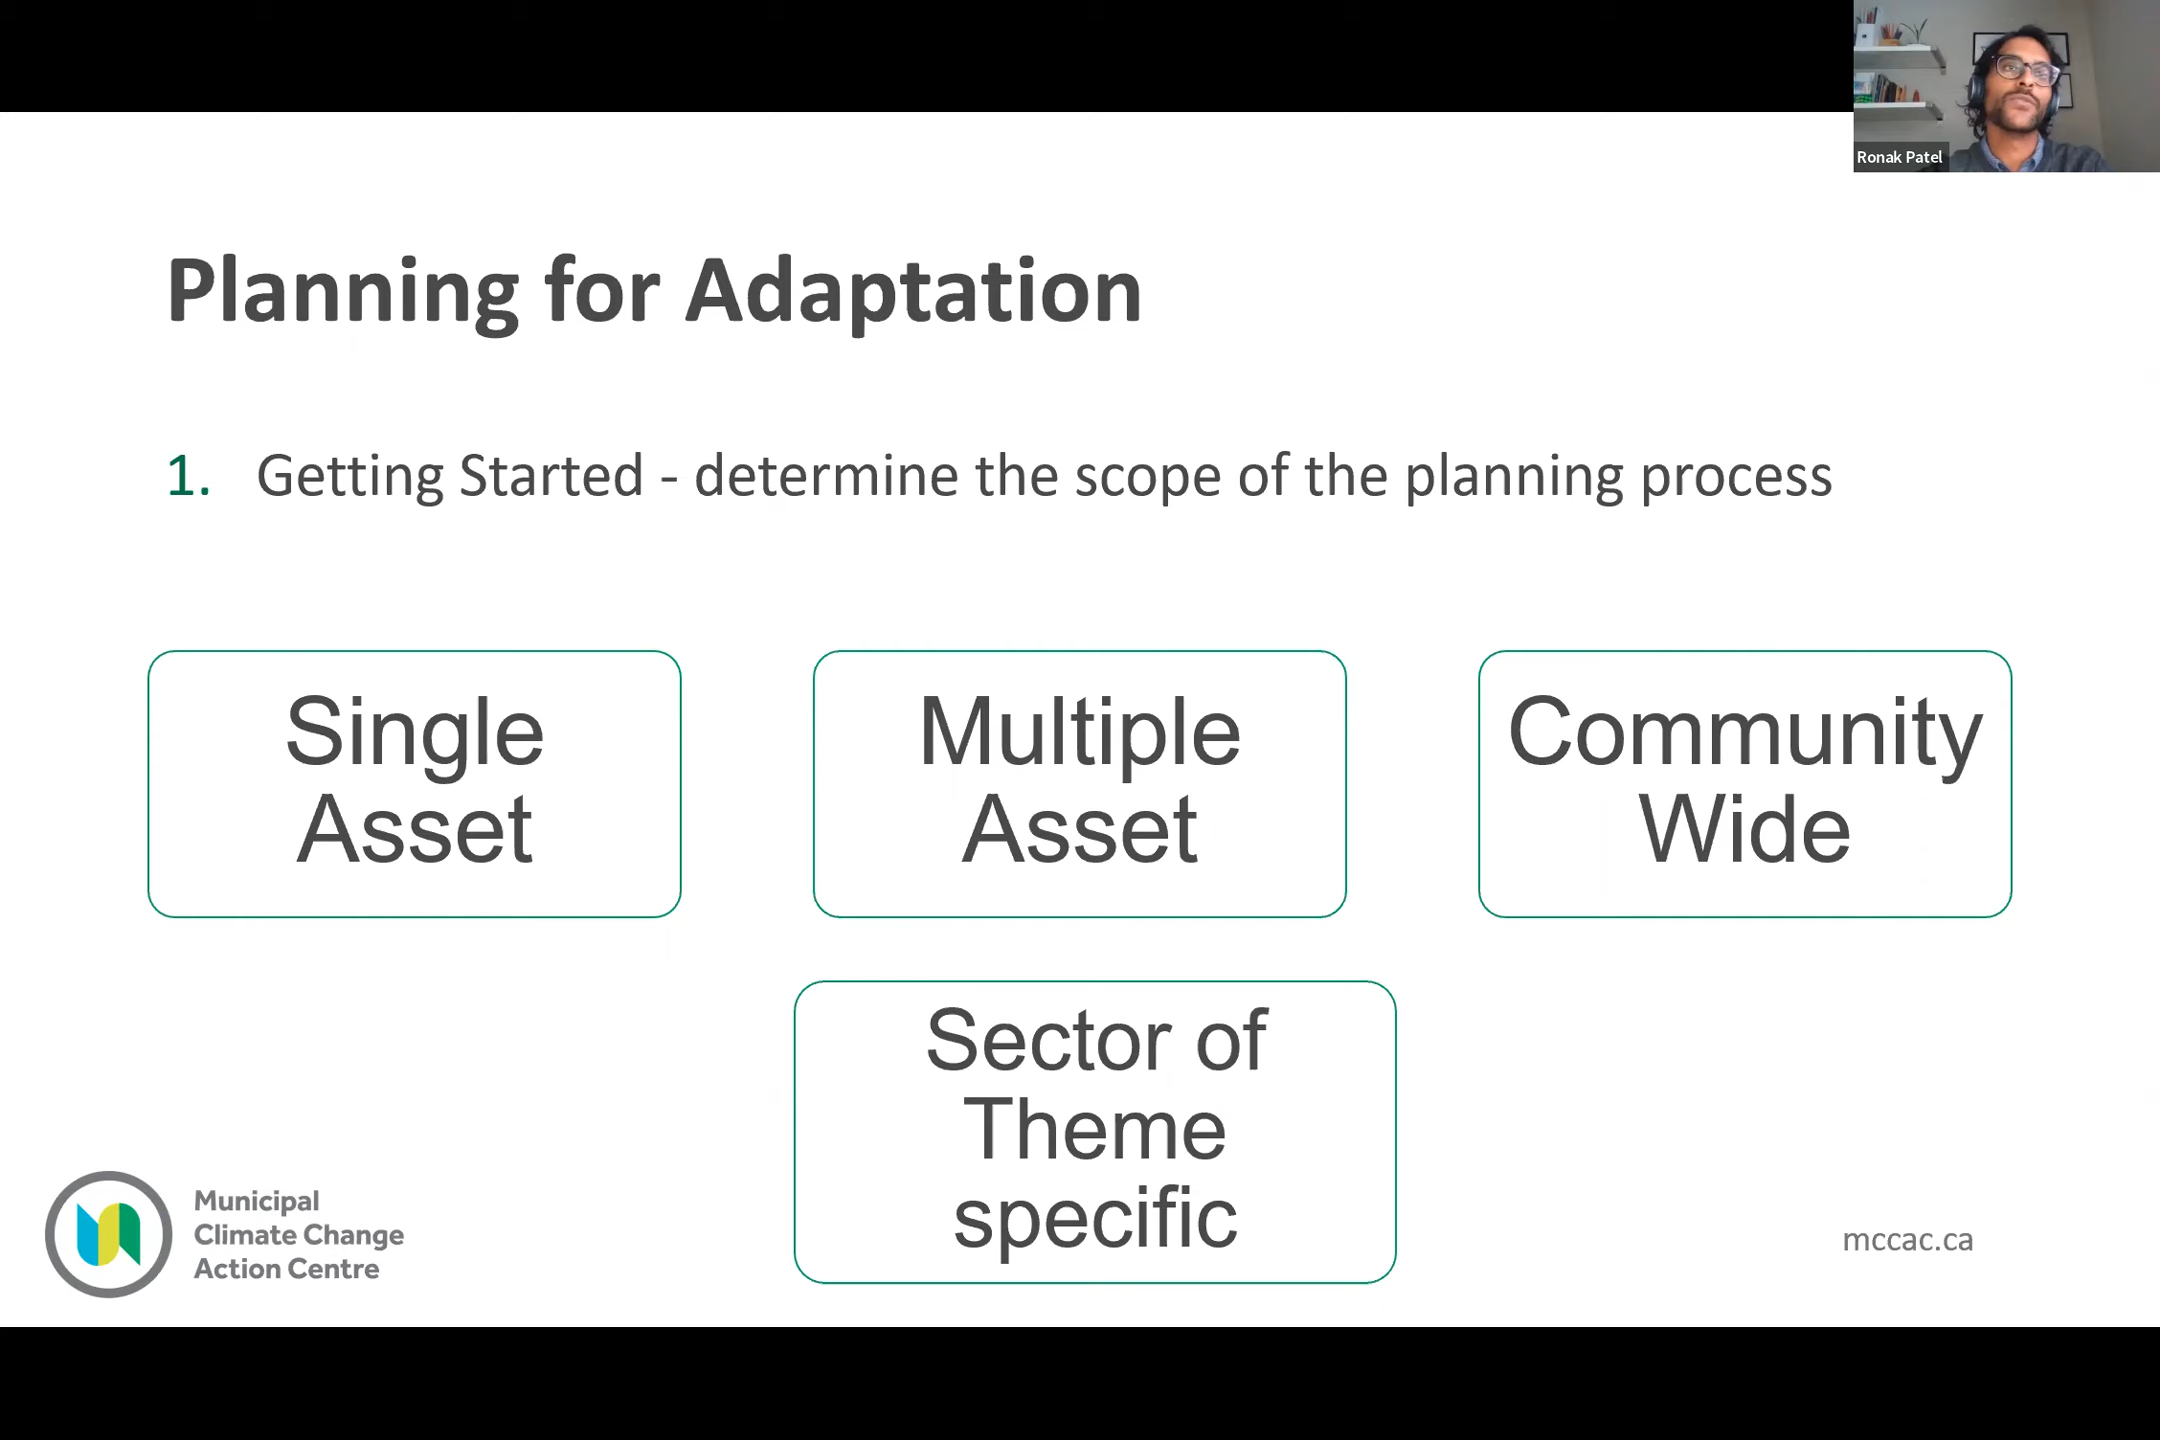 Ronak Patel
Planning for Adaptation
1. Getting Started - determine the scope of the planning process
Single
Asset
Multiple
Asset
Community
Wide
Sector of
Theme
specific
Municipal
Climate Change
Action Centre
mccac.ca